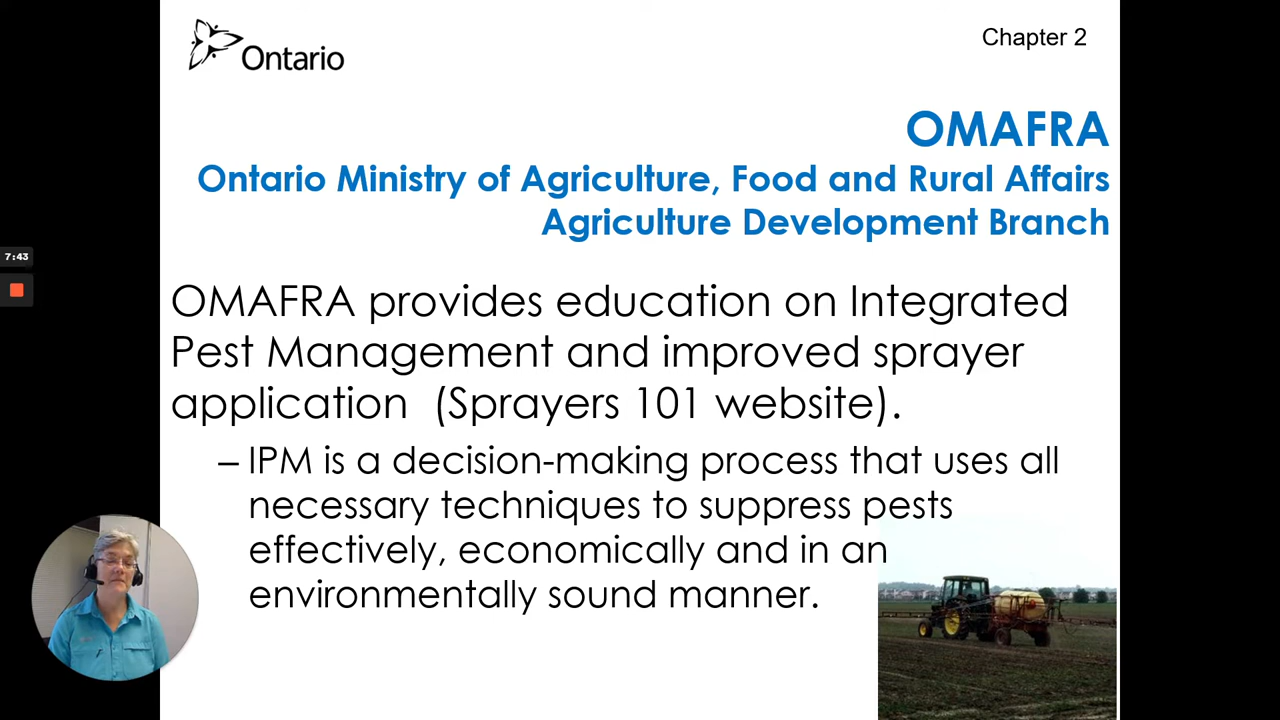 Ontario
Chapter 2
OMAFRA
Ontario Ministry of Agriculture, Food and Rural Affairs
Agriculture Development Branch
7:43
OMAFRA provides education on Integrated
Pest Management and improved sprayer
application (Sprayers 101 website).
– IPM is a decision-making process that uses all
necessary techniques to suppress pests
effectively, economically and in an
environmentally sound manner.